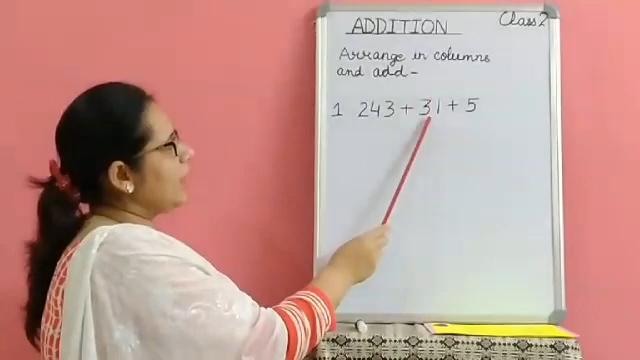 ADDITION
Class 2
Arrange in columns
and add-
1 243 + 31 + 5